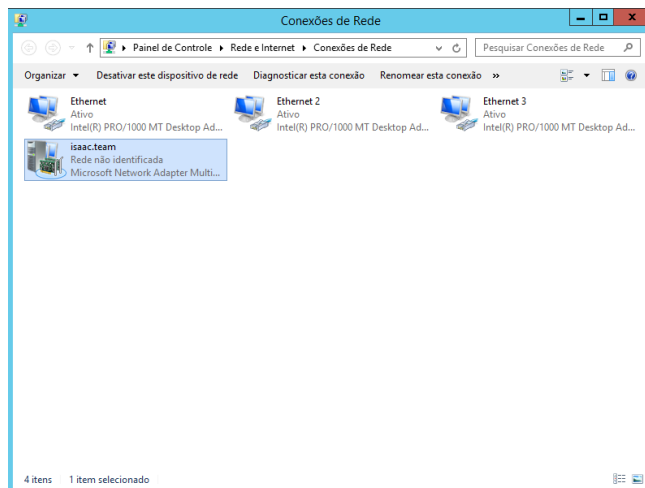 Conexões de Rede
Painel de Controle Rede e Internet Conexões de Rede
Pesquisar Conexões de Rede
Organizar Desativar este dispositivo de rede Diagnosticar esta conexão Renomear esta conexão »
Ethernet
Ativo
Intel(R) PRO/1000 MT Desktop Ad...
Ethernet 2
Ativo
Intel(R) PRO/1000 MT Desktop Ad...
Ethernet 3
Ativo
Intel(R) PRO/1000 MT Desktop Ad...
isaac.team
Rede não identificada
Microsoft Network Adapter Multi...
4 itens 1 item selecionado